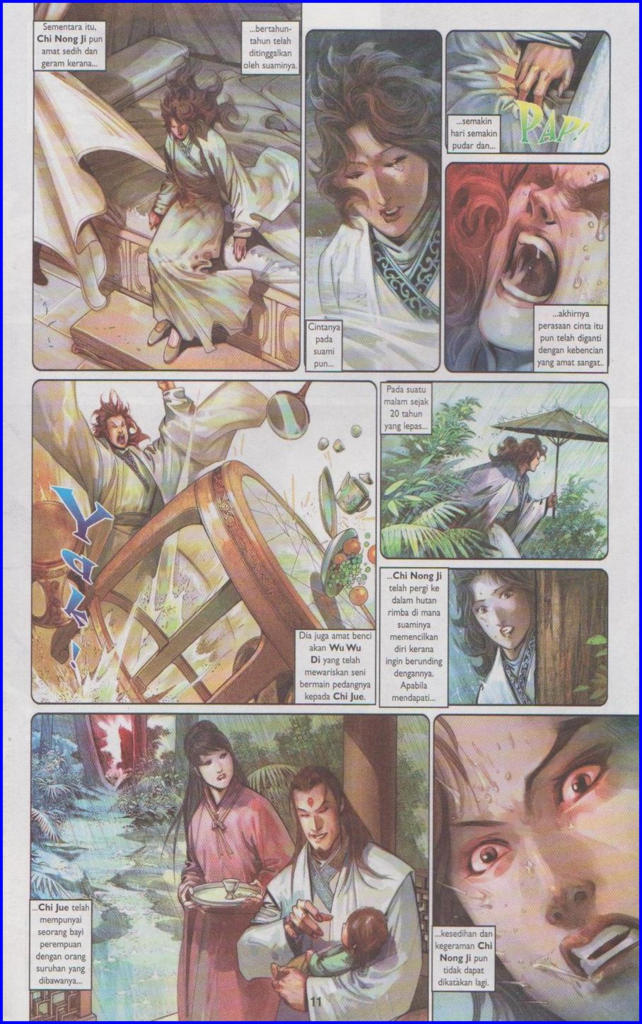 Sementara itu,
Chi Nong Ji pun
amat sedih dan
geram kerana...
...bertahun-
tahun telah
ditinggalkan
oleh suaminya.
Cintanya
pada
suami
pun...
...semakin
hari semakin
pudar dan...
PAP!
...akhirnya
perasaan cinta itu
pun telah diganti
dengan kebencian
yang amat sangat..
Yaz!
Dia juga amat benci
akan Wu Wu
Di yang telah
mewariskan seni
bermain pedangnya
kepada Chi Jue.
Pada suatu
malam sejak
20 tahun
yang lepas...
...Chi Nong Ji
telah pergi ke
dalam hutan
rimba di mana
suaminya
memencilkan
diri kerana
ingin berunding
dengannya.
Apabila
mendapati...
...Chi Jue telah
mempunyai
seorang bayi
perempuan
dengan orang
suruhan yang
dibawanya...
...kesedihan dan
kegeraman Chi
Nong Ji pun
tidak dapat
dikatakan lagi.
11